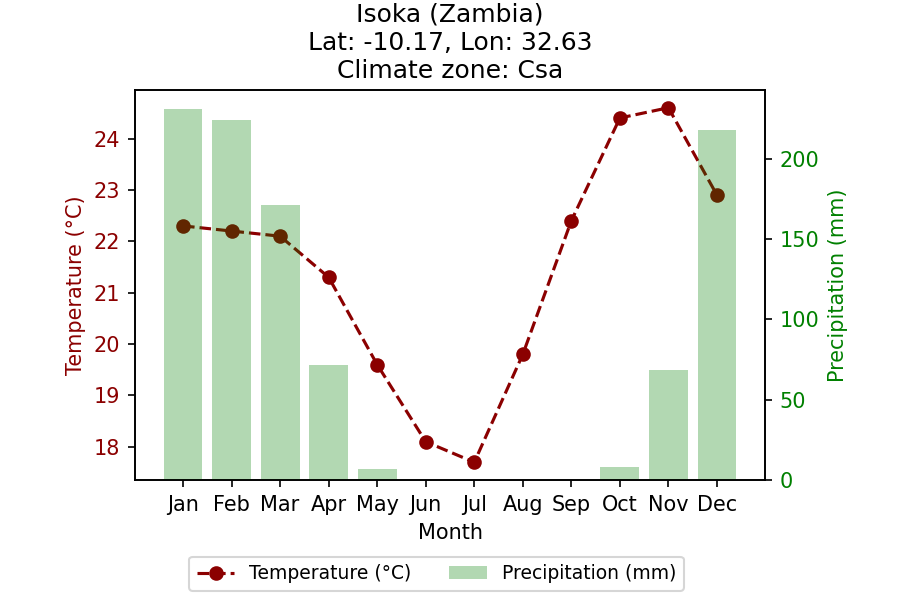 Isoka (Zambia)
Lat: -10.17, Lon: 32.63
Climate zone: Csa
Temperature (°C)
24
23
22
21
20
19
18
Precipitation (mm)
200
150
100
50
0
Jan Feb Mar Apr May Jun Jul Aug Sep Oct Nov Dec
Month
Temperature (°C) Precipitation (mm)